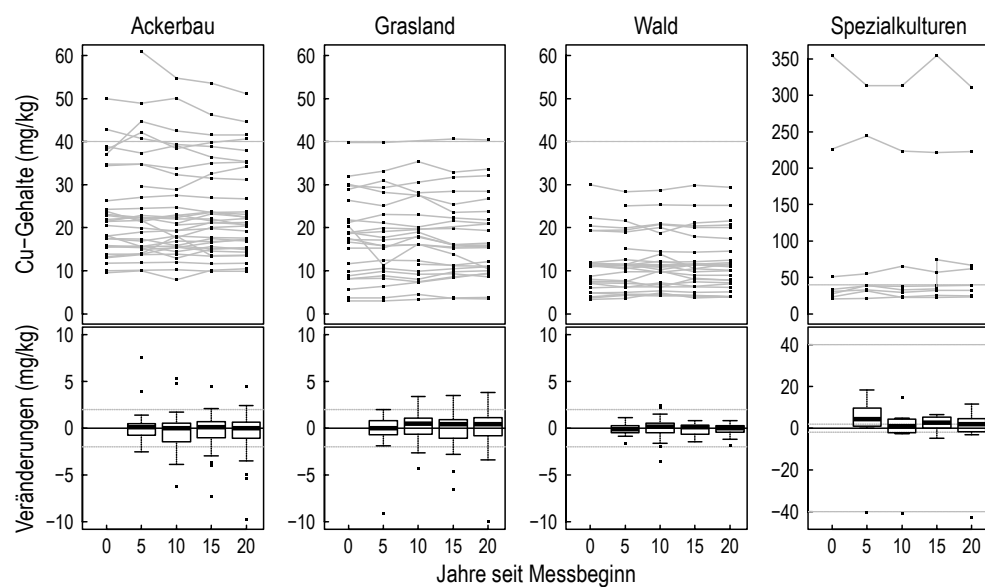 Ackerbau Grasland Wald Spezialkulturen
Cu−Gehalte (mg/kg)
60 60 60 350
50 50 50 300
40 40 40 250
30 30 30 200
20 20 20 150
10 10 10 100
0 0 0 50
0
Veränderungen (mg/kg)
10 10 10 40
5 5 5 20
0 0 0 2
−5 −5 −5 −2
−10 −10 −10 −20
−40
0 5 10 15 20 0 5 10 15 20 0 5 10 15 20 0 5 10 15 20
Jahre seit Messbeginn